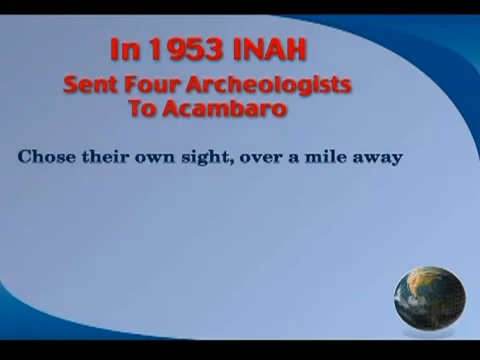 In 1953 INAH
Sent Four Archeologists
To Acambaro
Chose their own sight, over a mile away